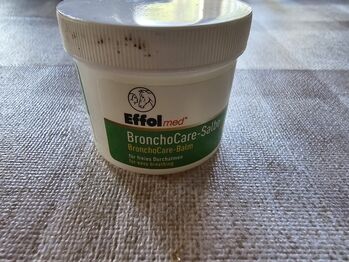 Effol med
BronchoCare-Salbe
BronchoCare-Balm
für freies Durchatmen
for easy breathing